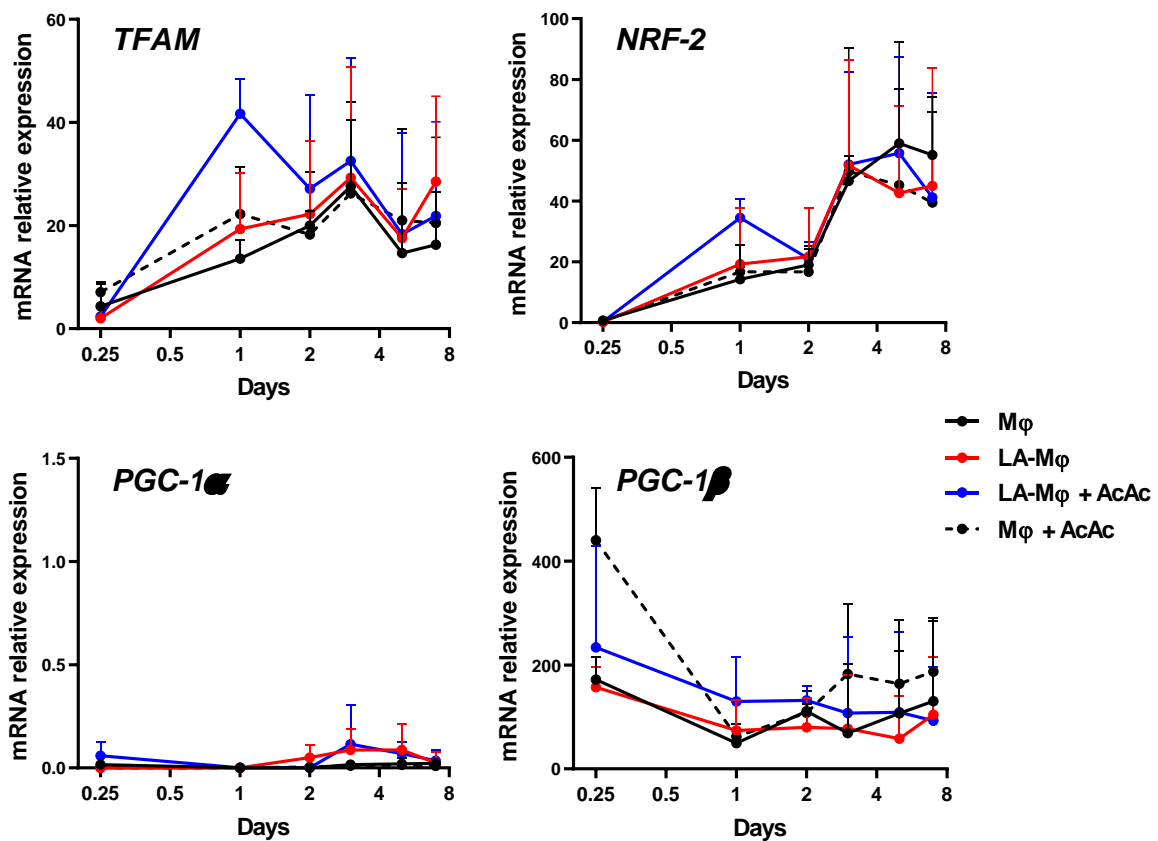 TFAM
mRNA relative expression
60
40
20
0
0.25 0.5 1 2 4 8
Days
NRF-2
mRNA relative expression
100
80
60
40
20
0
0.25 0.5 1 2 4 8
Days
PGC-1α
mRNA relative expression
1.5
1.0
0.5
0.0
0.25 0.5 1 2 4 8
Days
PGC-1β
mRNA relative expression
600
400
200
0
0.25 0.5 1 2 4 8
Days
Mφ
LA-Mφ
LA-Mφ + AcAc
Mφ + AcAc